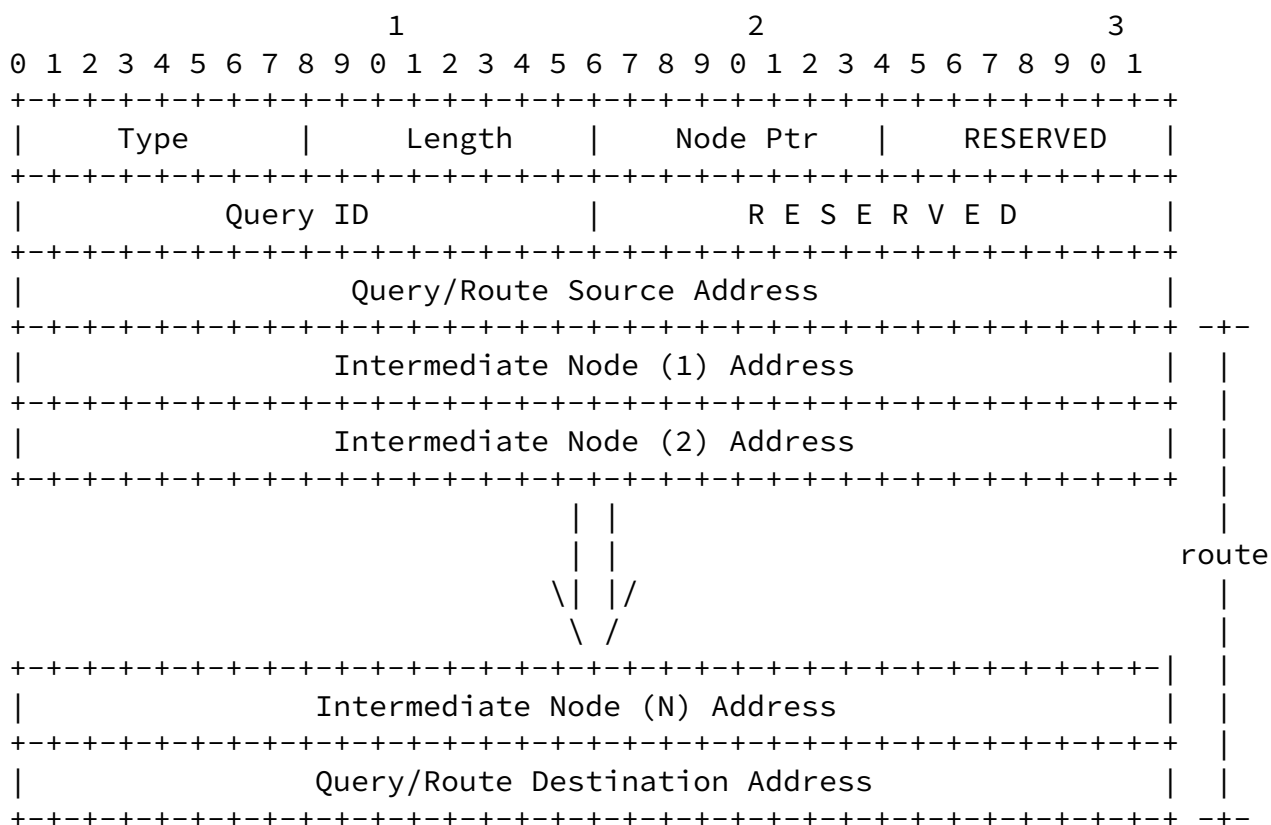 1 2 3
0 1 2 3 4 5 6 7 8 9 0 1 2 3 4 5 6 7 8 9 0 1 2 3 4 5 6 7 8 9 0 1
+-+-+-+-+-+-+-+-+-+-+-+-+-+-+-+-+-+-+-+-+-+-+-+-+-+-+-+-+-+-+-+-+
| Type | Length | Node Ptr | RESERVED |
+-+-+-+-+-+-+-+-+-+-+-+-+-+-+-+-+-+-+-+-+-+-+-+-+-+-+-+-+-+-+-+-+
| Query ID | R E S E R V E D |
+-+-+-+-+-+-+-+-+-+-+-+-+-+-+-+-+-+-+-+-+-+-+-+-+-+-+-+-+-+-+-+-+
| Query/Route Source Address |
+-+-+-+-+-+-+-+-+-+-+-+-+-+-+-+-+-+-+-+-+-+-+-+-+-+-+-+-+-+-+-+-+ -+-
| Intermediate Node (1) Address | |
+-+-+-+-+-+-+-+-+-+-+-+-+-+-+-+-+-+-+-+-+-+-+-+-+-+-+-+-+-+-+-+-+ |
| Intermediate Node (2) Address | |
+-+-+-+-+-+-+-+-+-+-+-+-+-+-+-+-+-+-+-+-+-+-+-+-+-+-+-+-+-+-+-+-+ |
| | |
| | route
\| |/ |
\ / |
+-+-+-+-+-+-+-+-+-+-+-+-+-+-+-+-+-+-+-+-+-+-+-+-+-+-+-+-+-+-+-+-| |
| Intermediate Node (N) Address | |
+-+-+-+-+-+-+-+-+-+-+-+-+-+-+-+-+-+-+-+-+-+-+-+-+-+-+-+-+-+-+-+-+ |
| Query/Route Destination Address | |
+-+-+-+-+-+-+-+-+-+-+-+-+-+-+-+-+-+-+-+-+-+-+-+-+-+-+-+-+-+-+-+-+ -+-